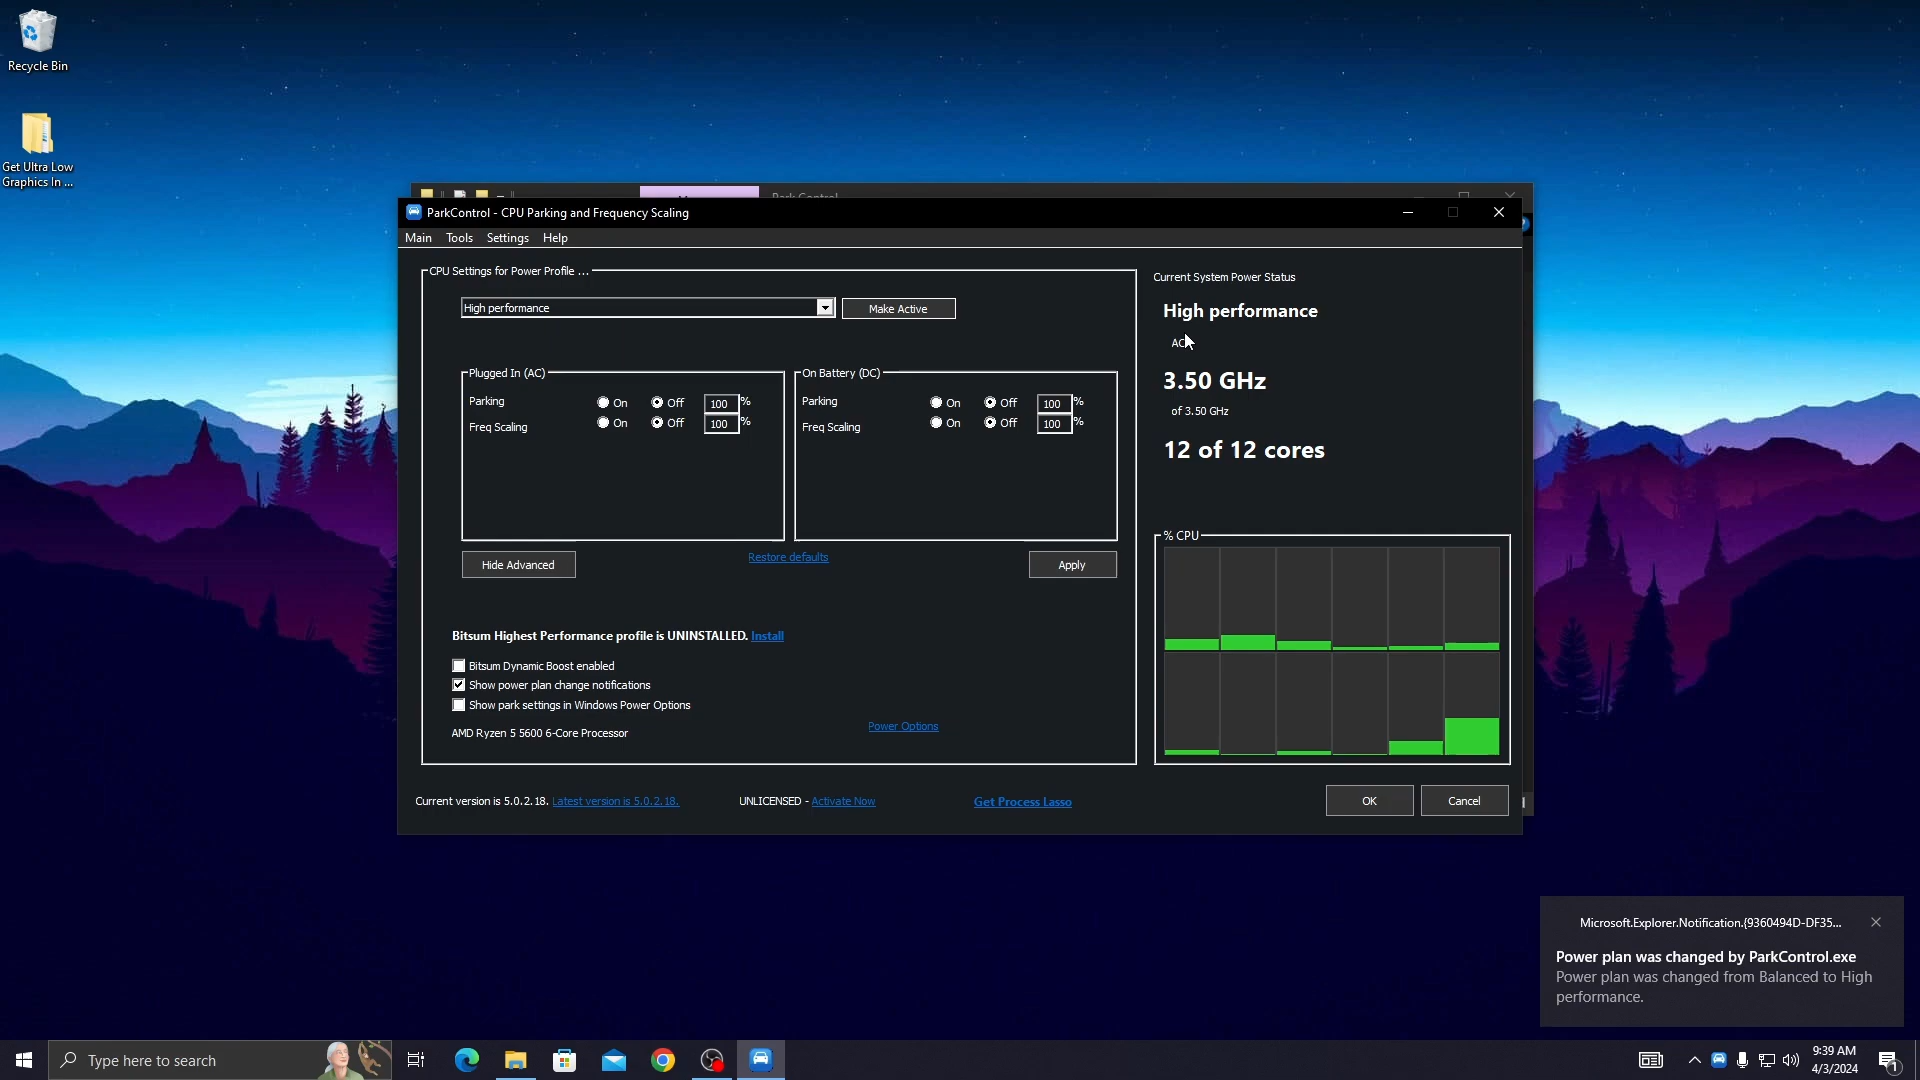 Recycle Bin
Get Ultra Low
Graphics In ...
Park Control
ParkControl - CPU Parking and Frequency Scaling
Main Tools Settings Help
CPU Settings for Power Profile ...
High performance
Make Active
Plugged In (AC)
Parking On Off 100 %
Freq Scaling On Off 100 %
On Battery (DC)
Parking On Off 100 %
Freq Scaling On Off 100 %
Hide Advanced
Restore defaults
Apply
Bitsum Highest Performance profile is UNINSTALLED. Install
Bitsum Dynamic Boost enabled
Show power plan change notifications
Show park settings in Windows Power Options
Power Options
AMD Ryzen 5 5600 6-Core Processor
Current System Power Status
High performance
AC
3.50 GHz
of 3.50 GHz
12 of 12 cores
% CPU
Current version is 5.0.2.18. Latest version is 5.0.2.18.
UNLICENSED - Activate Now
Get Process Lasso
OK
Cancel
Microsoft.Explorer.Notification.{9360494D-DF35...
Power plan was changed by ParkControl.exe
Power plan was changed from Balanced to High
performance.
Type here to search
9:39 AM
4/3/2024
1